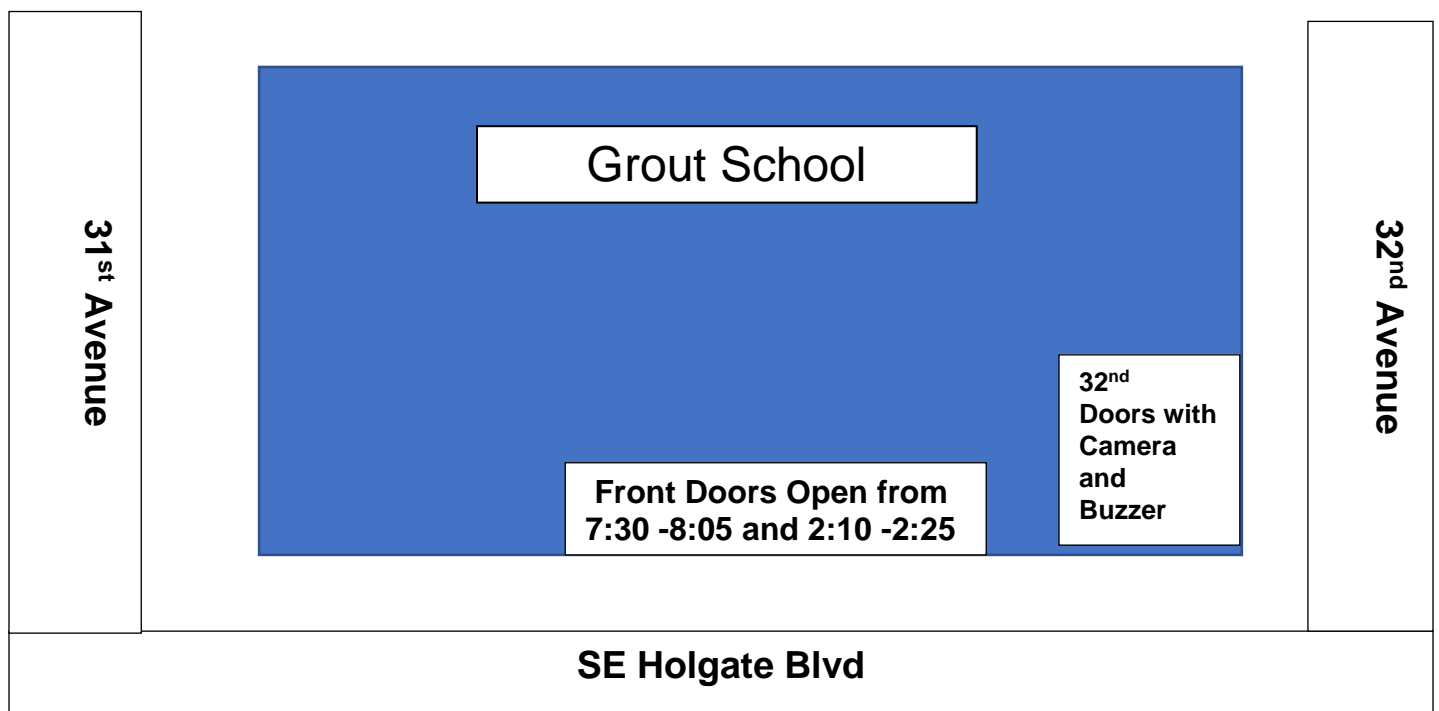 Grout School
31st Avenue
32nd Avenue
32nd
Doors with
Camera
and
Buzzer
Front Doors Open from
7:30 -8:05 and 2:10 -2:25
SE Holgate Blvd